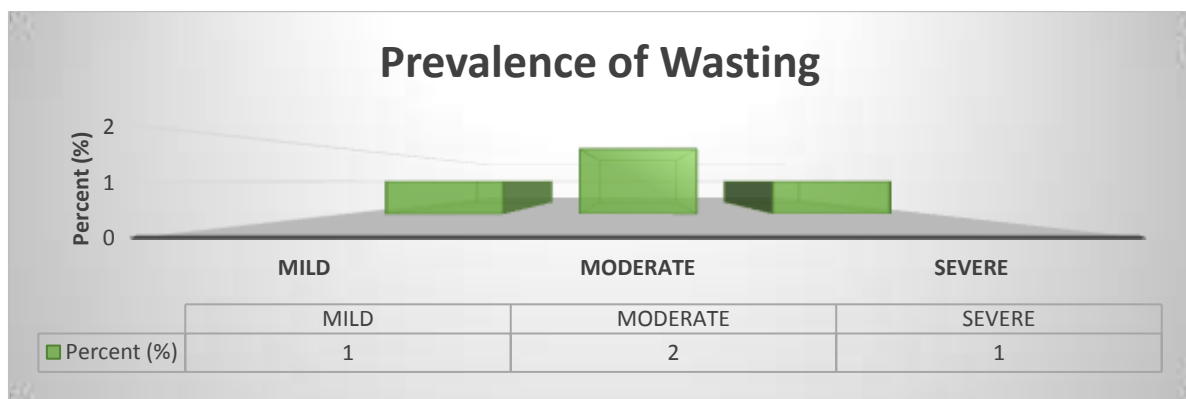 Prevalence of Wasting
Percent (%)
2
1
0
MILD MODERATE SEVERE
MILD MODERATE SEVERE
Percent (%) 1 2 1